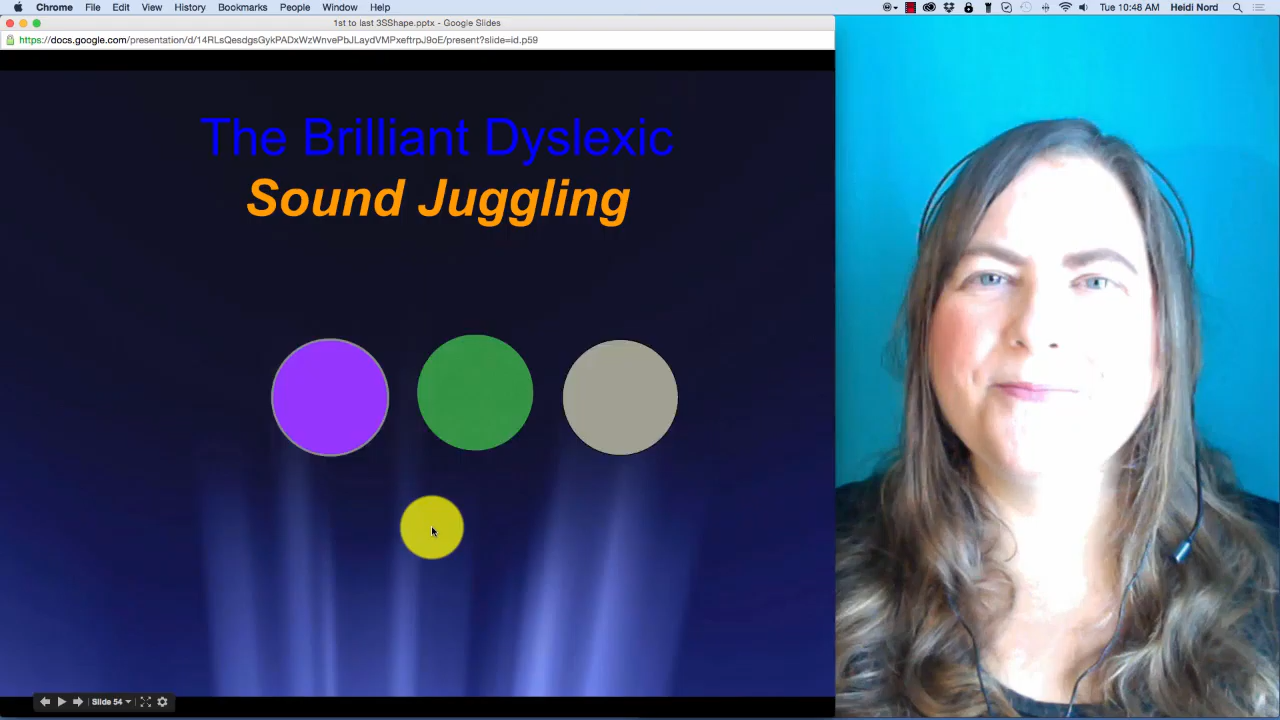 Chrome File Edit View History Bookmarks People Window Help Tue 10:48 AM Heidi Nord
1st to last 3SShape.pptx - Google Slides
https://docs.google.com/presentation/d/14RLsQesdgsGykPADxWzWnvePbJLaydVMPxeftrpJ9oE/present?slide=id.p59
The Brilliant Dyslexic
Sound Juggling
Slide 54